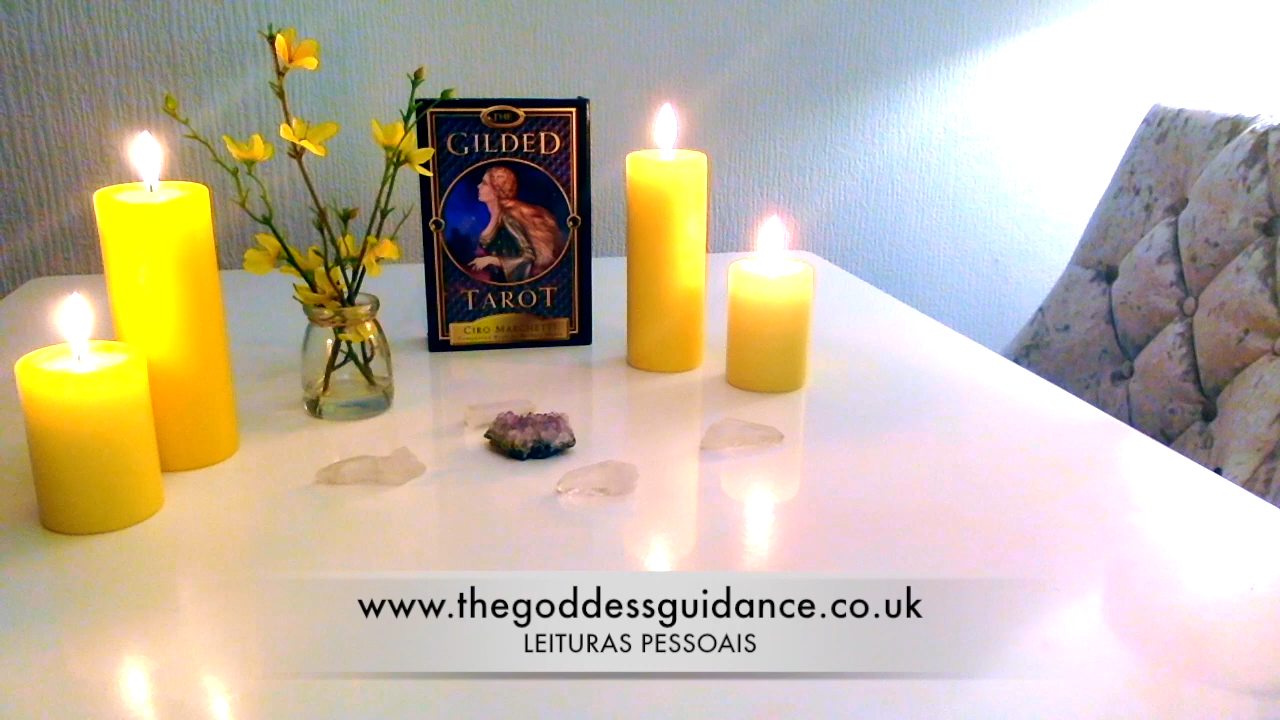 THE
GILDED
TAROT
CIRO MARCHETTI
www.thegoddessguidance.co.uk
LEITURAS PESSOAIS